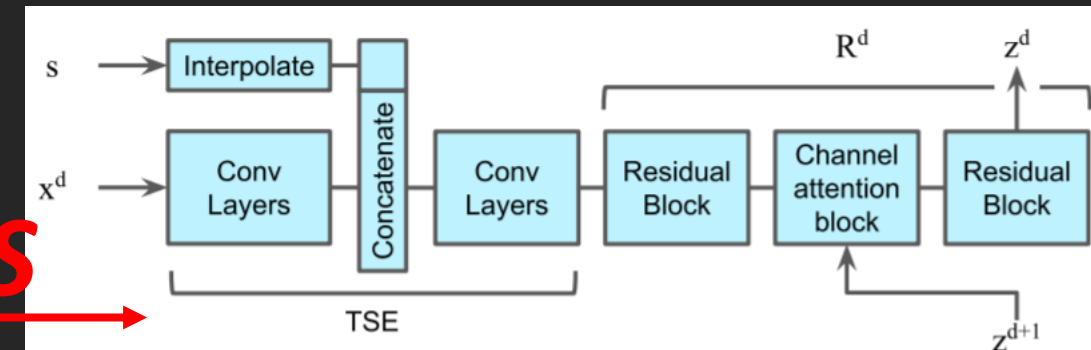 R^d
z^d
s
Interpolate
x^d
Conv
Layers
Concatenate
Conv
Layers
Residual
Block
Channel
attention
block
Residual
Block
S
TSE
z^{d+1}